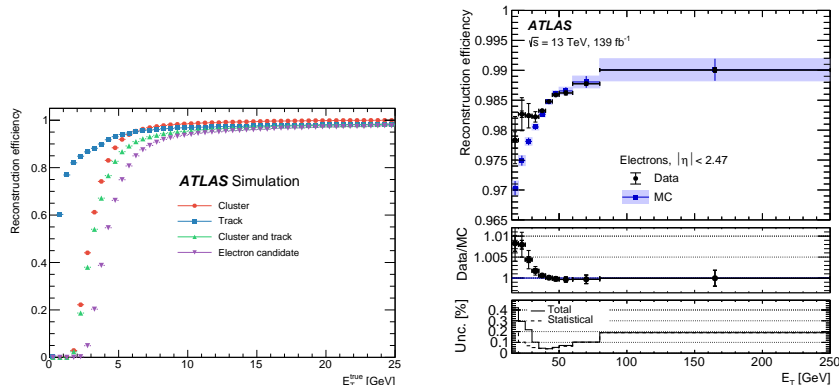 Reconstruction efficiency
1
0.8
0.6
0.4
0.2
0
ATLAS Simulation
Cluster
Track
Cluster and track
Electron candidate
0 5 10 15 20 25
E_T^true [GeV]
Reconstruction efficiency
1
0.995
0.99
0.985
0.98
0.975
0.97
0.965
ATLAS
√s = 13 TeV, 139 fb⁻¹
Electrons, |η| < 2.47
Data
MC
Data/MC
1.01
1.005
1
Unc. [%]
0.4
0.3
0.2
0.1
0
Total
Statistical
50 100 150 200 250
E_T [GeV]